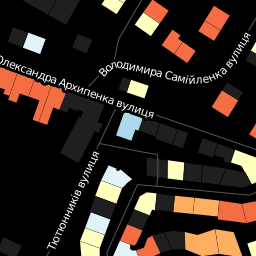 Володимира Самійленка вулиця
Олександра Архипенка вулиця
Тютюнників вулиця